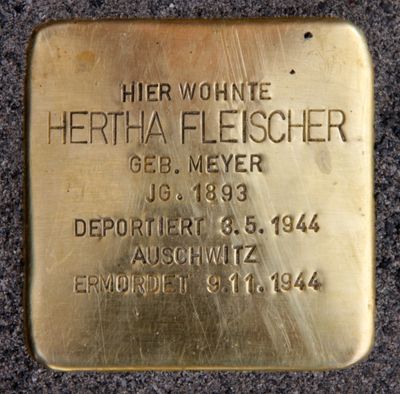 HIER WOHNTE
HERTHA FLEISCHER
GEB. MEYER
JG. 1893
DEPORTIERT 3.5.1944
AUSCHWITZ
ERMORDET 9.11.1944